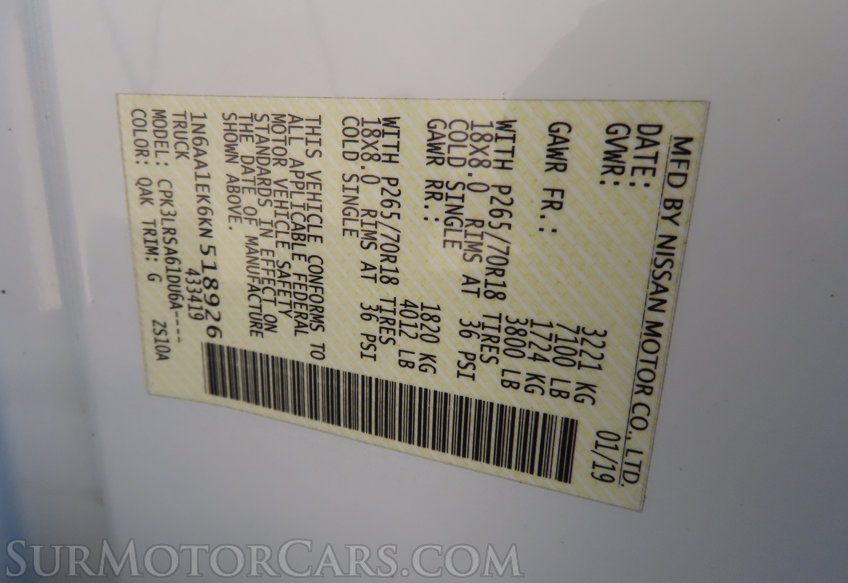 MFD BY NISSAN MOTOR CO., LTD.
DATE: 01/19
GVWR: 3221 KG
7100 LB
GAWR FR.: 1724 KG
3800 LB
WITH P265/70R18 TIRES
18X8.0 RIMS AT 36 PSI
COLD SINGLE
GAWR RR.: 1820 KG
4012 LB
WITH P265/70R18 TIRES
18X8.0 RIMS AT 36 PSI
COLD SINGLE
THIS VEHICLE CONFORMS TO
ALL APPLICABLE FEDERAL
MOTOR VEHICLE SAFETY
STANDARDS IN EFFECT ON
THE DATE OF MANUFACTURE
SHOWN ABOVE.
1N6AA1EK6KN518926
TRUCK 433419
MODEL: CPK3LRSA61DU6A----
COLOR: QAK TRIM: G ZS10A
SurMotorCars.com